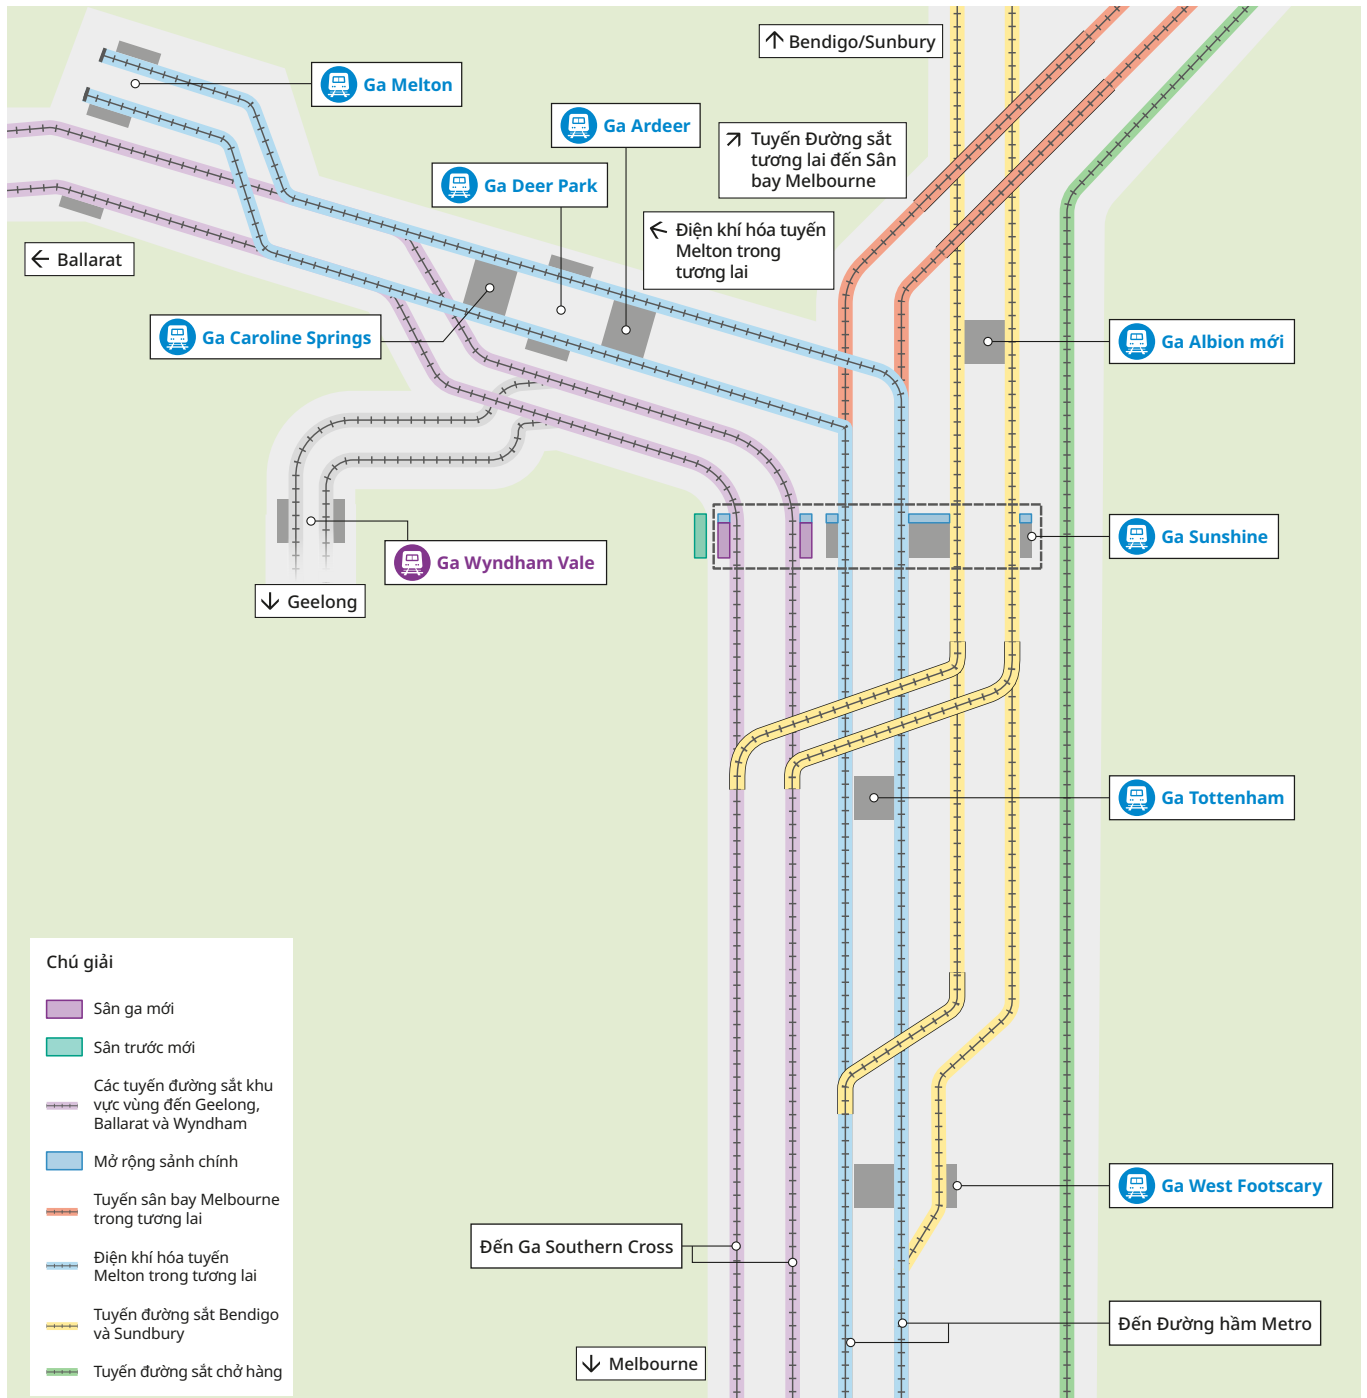 Bendigo/Sunbury
Ga Melton
Ga Ardeer
Tuyến Đường sắt
tương lai đến Sân
bay Melbourne
Ga Deer Park
Điện khí hóa tuyến
Melton trong
tương lai
Ballarat
Ga Caroline Springs
Ga Albion mới
Ga Sunshine
Ga Wyndham Vale
Geelong
Ga Tottenham
Chú giải
Sân ga mới
Sân trước mới
Các tuyến đường sắt khu
vực vùng đến Geelong,
Ballarat và Wyndham
Mở rộng sảnh chính
Tuyến sân bay Melbourne
trong tương lai
Điện khí hóa tuyến
Melton trong tương lai
Tuyến đường sắt Bendigo
và Sundbury
Tuyến đường sắt chở hàng
Ga West Footscary
Đến Ga Southern Cross
Đến Đường hầm Metro
Melbourne